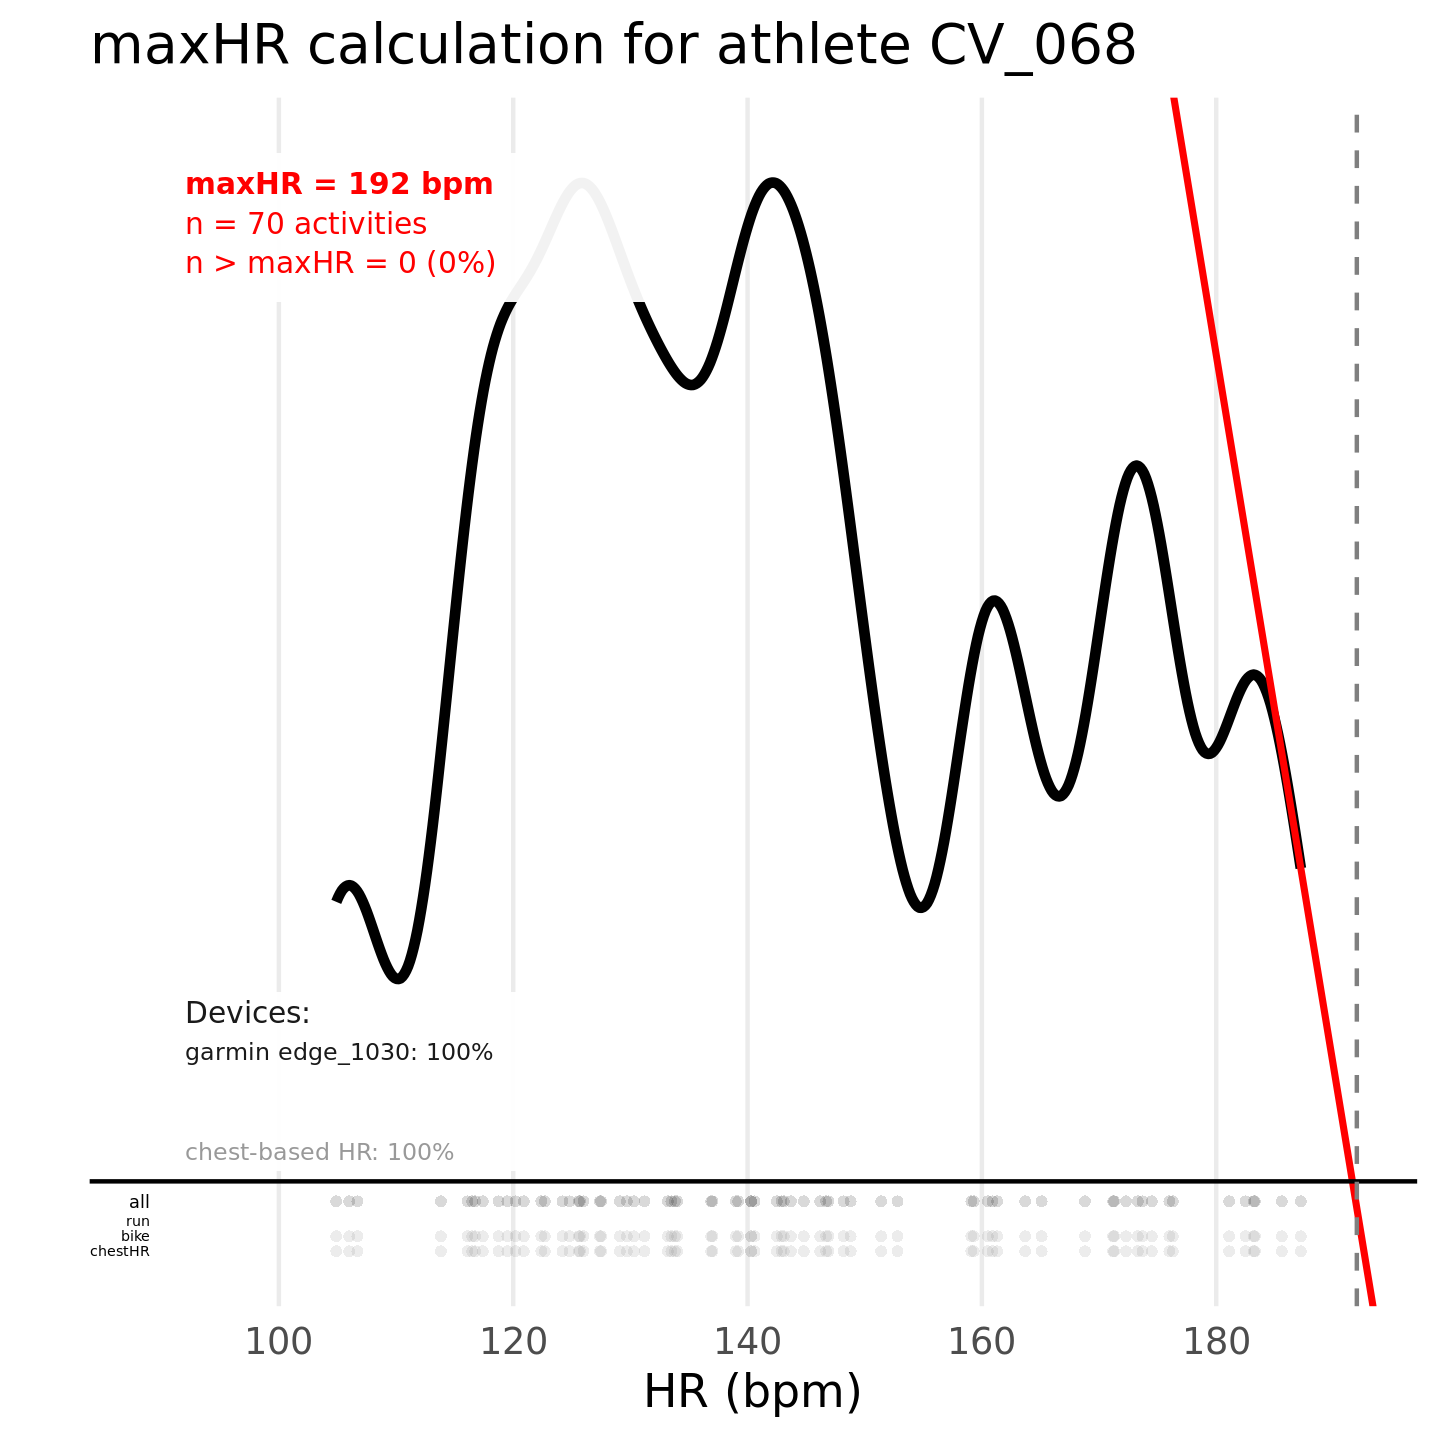 maxHR calculation for athlete CV_068
maxHR = 192 bpm
n = 70 activities
n > maxHR = 0 (0%)
Devices:
garmin edge_1030: 100%
chest-based HR: 100%
all
run
bike
chestHR
100 120 140 160 180
HR (bpm)